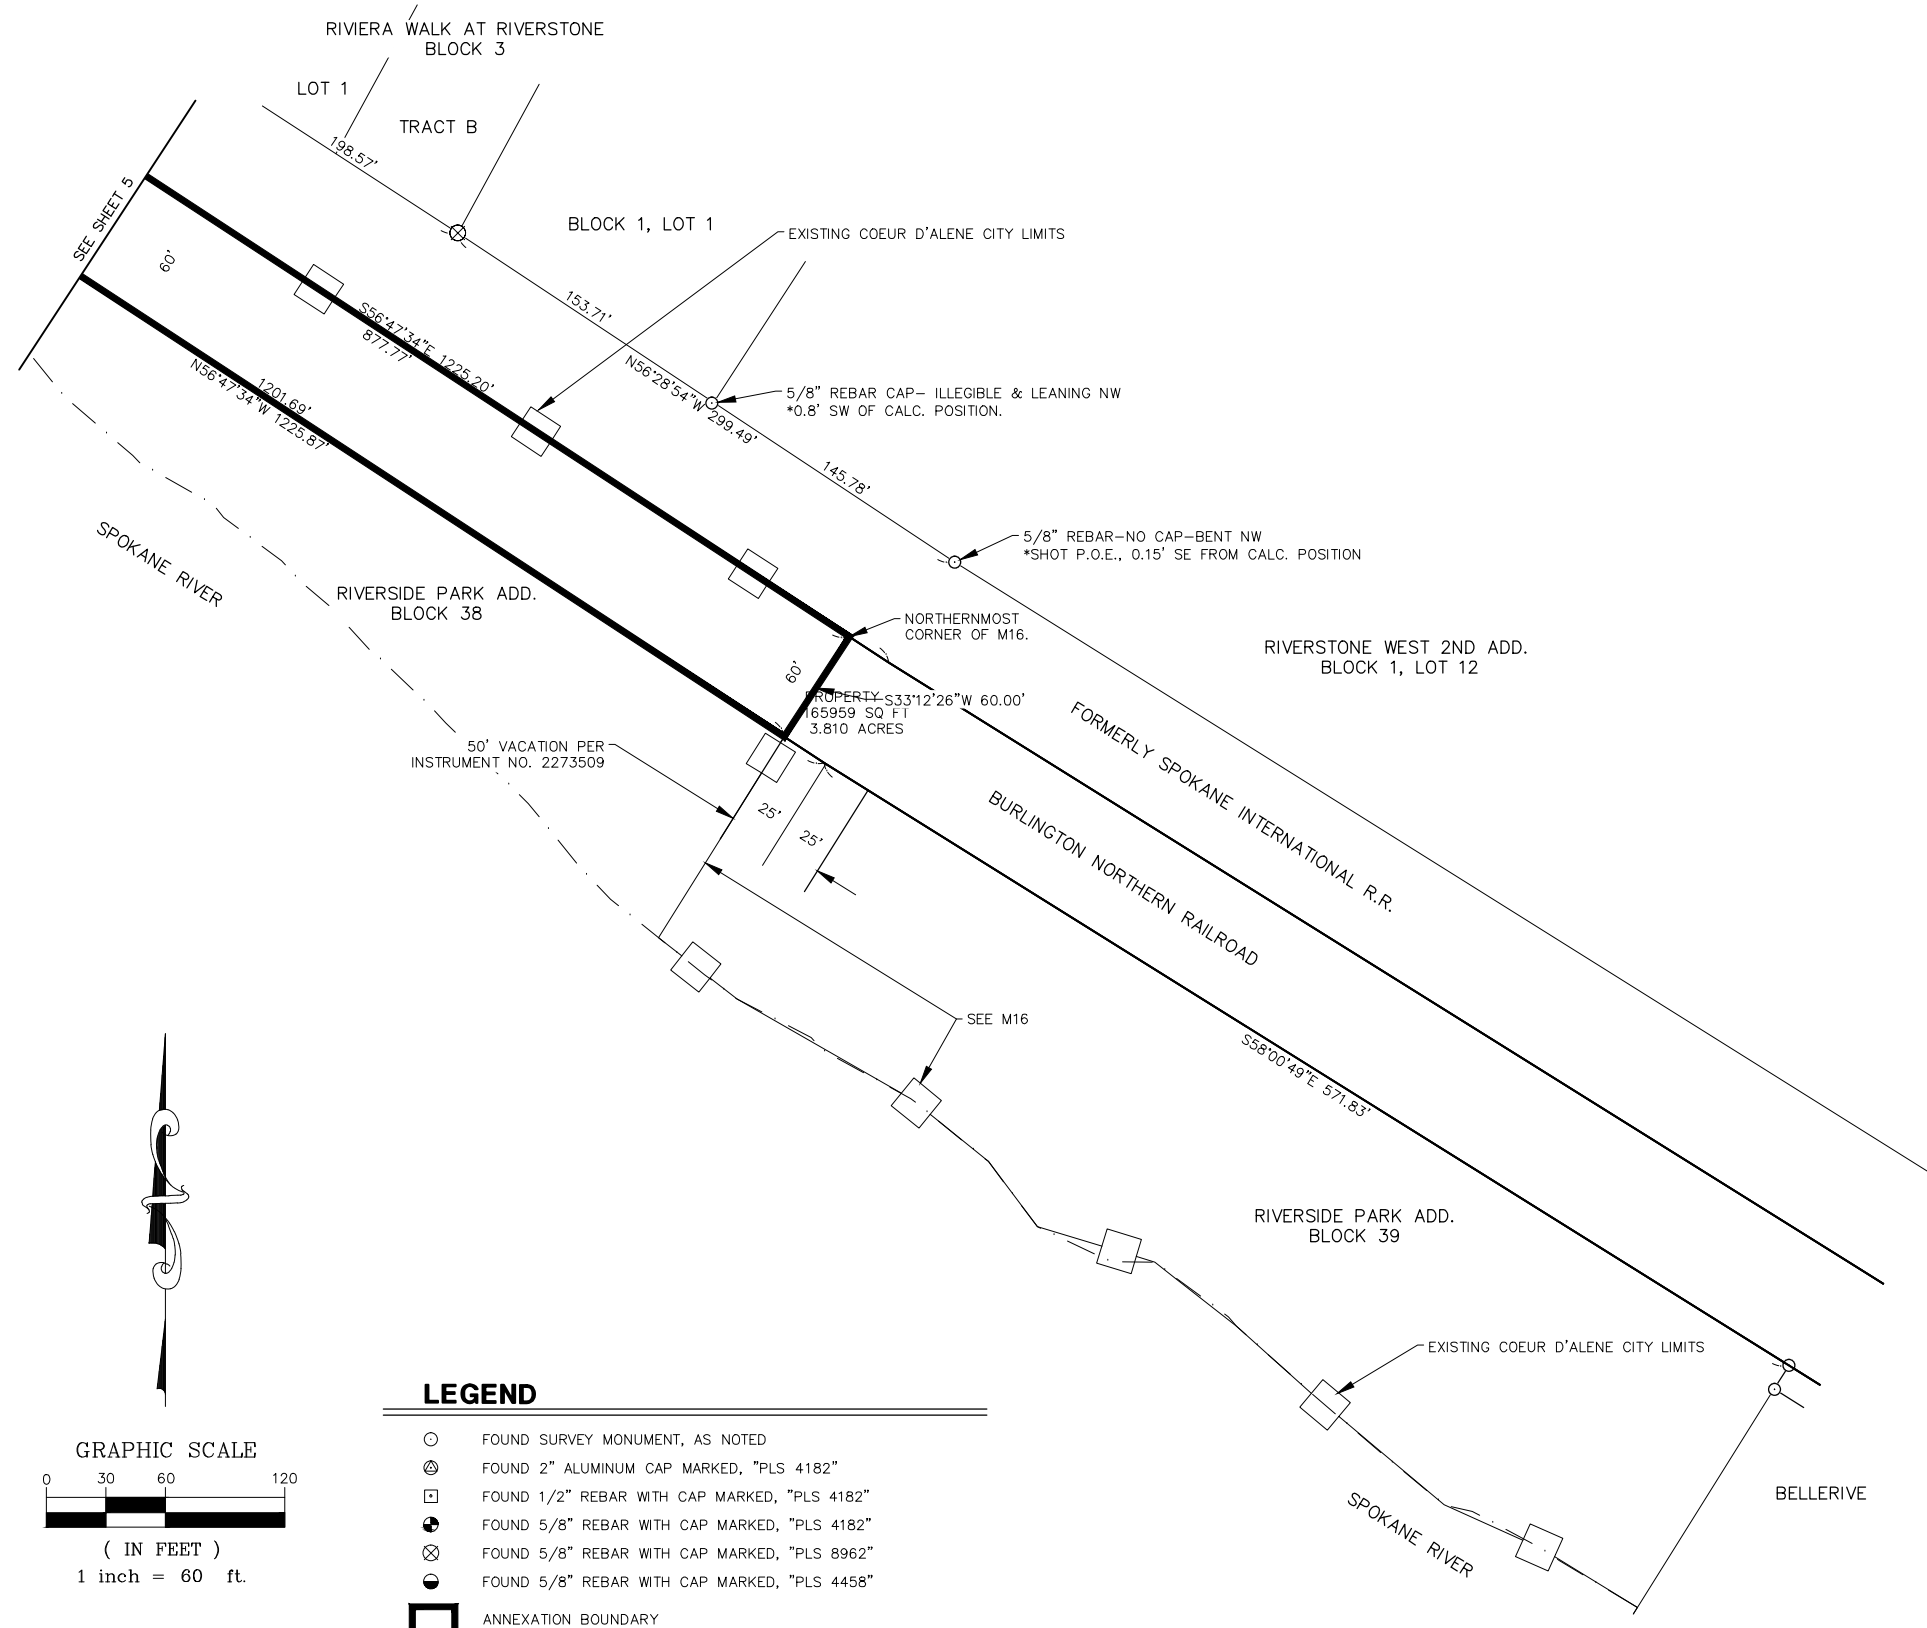 RIVIERA WALK AT RIVERSTONE
BLOCK 3
LOT 1
TRACT B
198.57'
SEE SHEET 5
60'
BLOCK 1, LOT 1
EXISTING COEUR D'ALENE CITY LIMITS
153.71'
S56°47'34"E 1225.20'
877.77'
N56°28'54"W 299.49'
5/8" REBAR CAP- ILLEGIBLE & LEANING NW
*0.8' SW OF CALC. POSITION.
1201.69'
N56°47'34"W 1225.87'
145.78'
5/8" REBAR-NO CAP-BENT NW
*SHOT P.O.E., 0.15' SE FROM CALC. POSITION
SPOKANE RIVER
RIVERSIDE PARK ADD.
BLOCK 38
NORTHERNMOST
CORNER OF M16.
RIVERSTONE WEST 2ND ADD.
BLOCK 1, LOT 12
60'
PROPERTY
165959 SQ FT
3.810 ACRES
S33°12'26"W 60.00'
FORMERLY SPOKANE INTERNATIONAL R.R.
50' VACATION PER
INSTRUMENT NO. 2273509
25'
25'
BURLINGTON NORTHERN RAILROAD
SEE M16
S58°00'49"E 571.83'
RIVERSIDE PARK ADD.
BLOCK 39
EXISTING COEUR D'ALENE CITY LIMITS
BELLERIVE
SPOKANE RIVER
GRAPHIC SCALE
0 30 60 120
( IN FEET )
1 inch = 60 ft.
LEGEND
FOUND SURVEY MONUMENT, AS NOTED
FOUND 2" ALUMINUM CAP MARKED, "PLS 4182"
FOUND 1/2" REBAR WITH CAP MARKED, "PLS 4182"
FOUND 5/8" REBAR WITH CAP MARKED, "PLS 4182"
FOUND 5/8" REBAR WITH CAP MARKED, "PLS 8962"
FOUND 5/8" REBAR WITH CAP MARKED, "PLS 4458"
ANNEXATION BOUNDARY